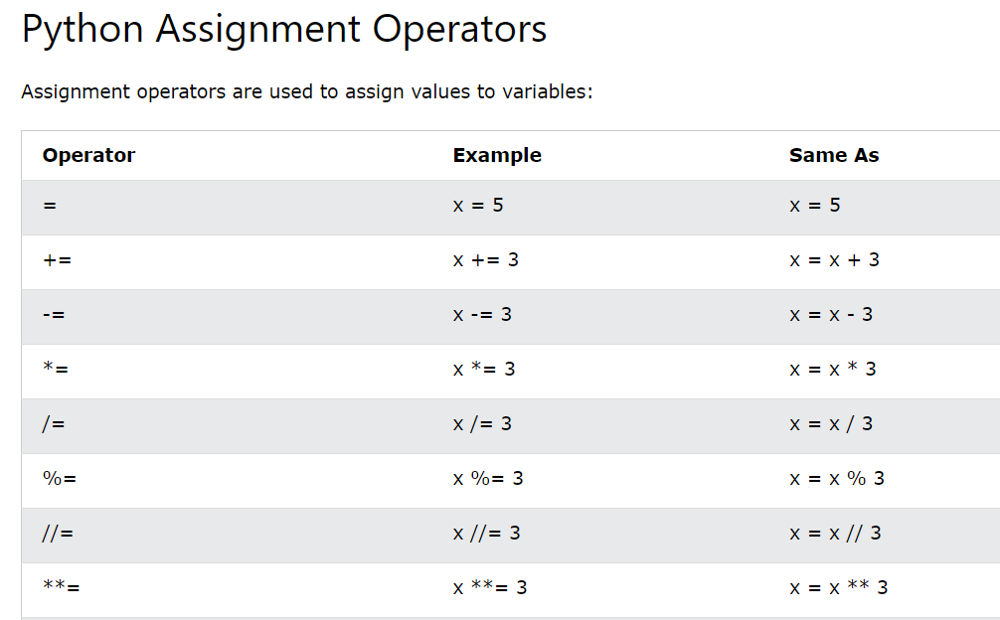 Python Assignment Operators
Assignment operators are used to assign values to variables:
Operator Example Same As
= x = 5 x = 5
+= x += 3 x = x + 3
-= x -= 3 x = x - 3
*= x *= 3 x = x * 3
/= x /= 3 x = x / 3
%= x %= 3 x = x % 3
//= x //= 3 x = x // 3
**= x **= 3 x = x ** 3